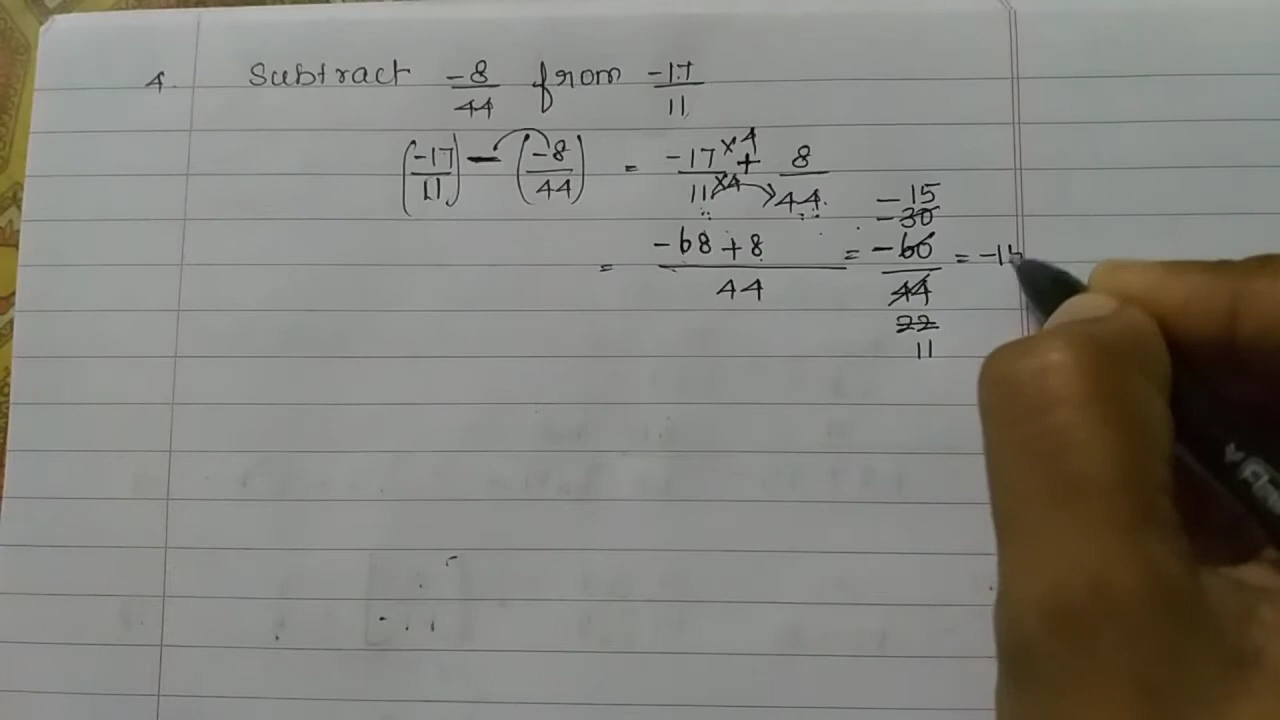 4. Subtract -8/44 from -17/11
(-17/11) - (-8/44) = -17×4/11×4 + 8/44
= -68+8/44 = -60/44 = -15
-30 -15
22
11